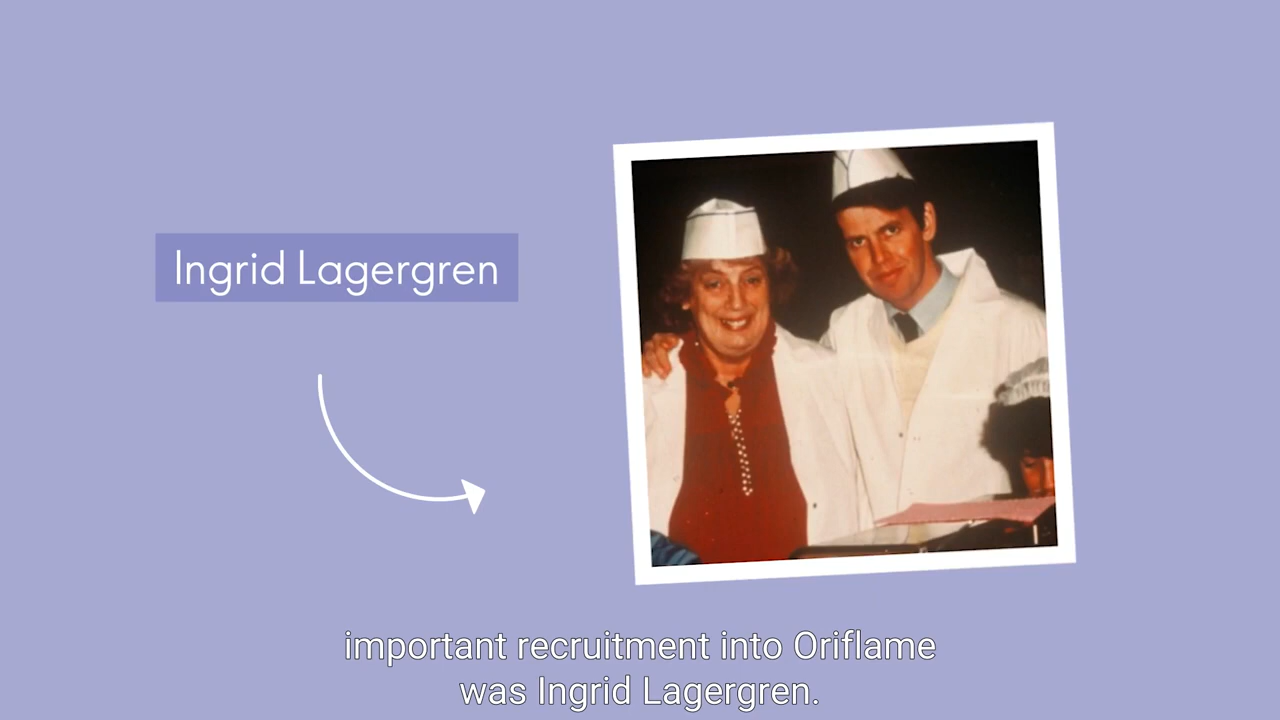 Ingrid Lagergren
important recruitment into Oriflame
was Ingrid Lagergren.